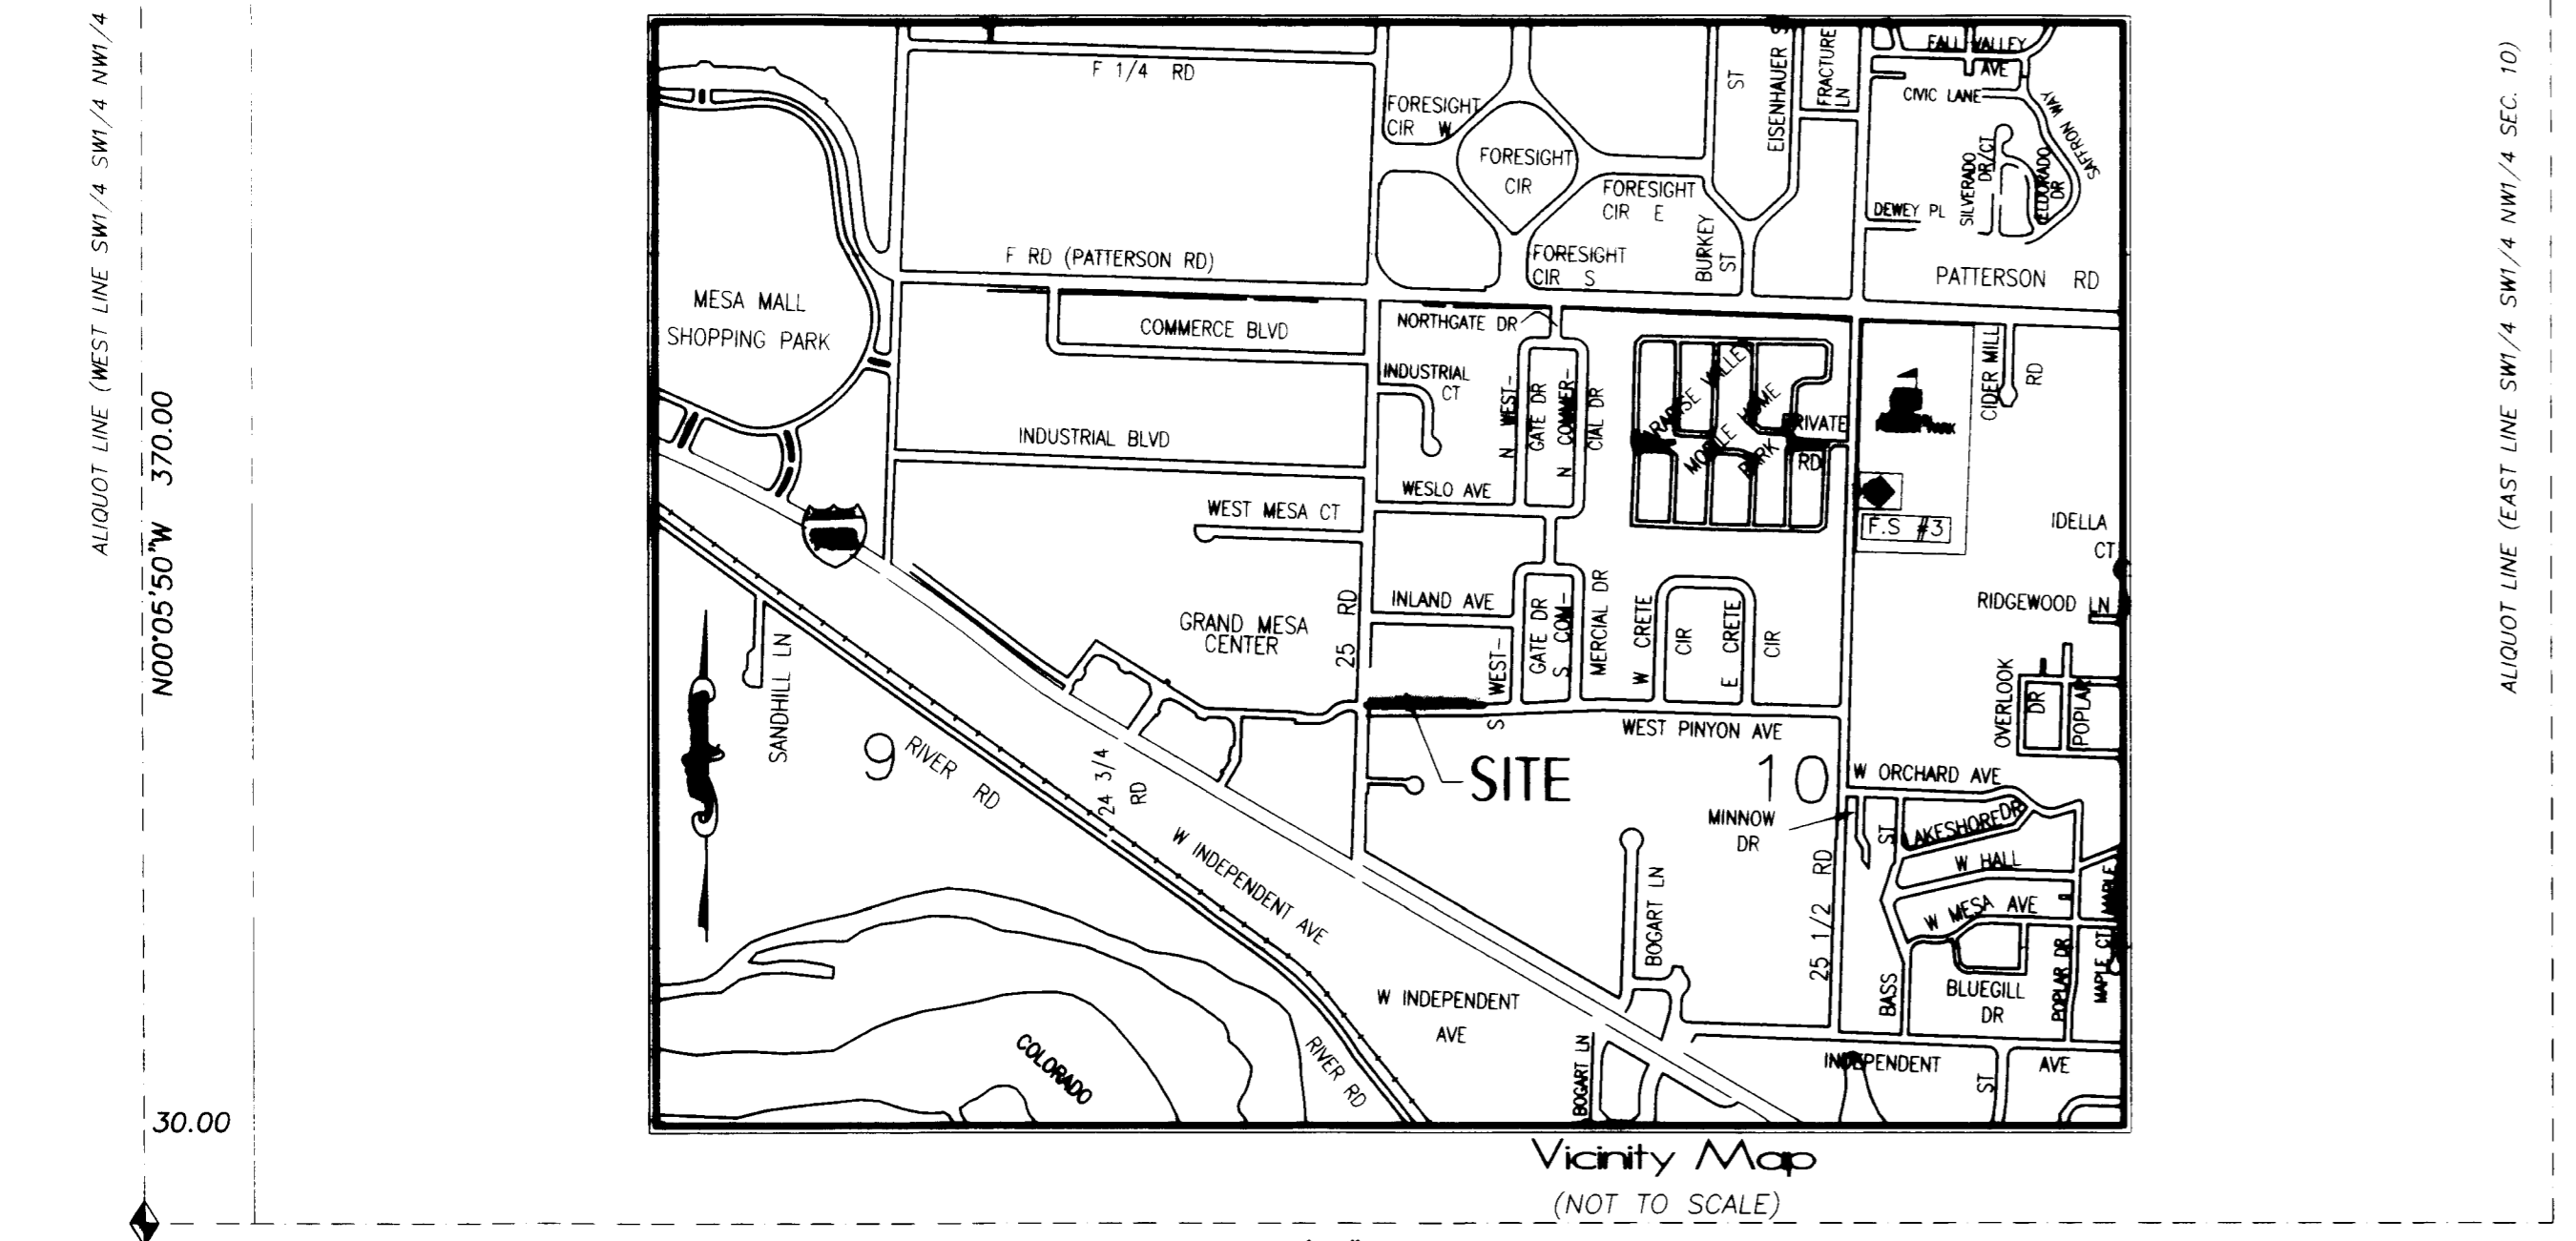 ALIQUOT LINE (WEST LINE SW1/4 SW1/4 NW1/4
N00°05'50"W 370.00
30.00
F 1/4 RD
FORESIGHT
CIR W
FORESIGHT
CIR
FORESIGHT
CIR E
FORESIGHT
CIR S
BURKEY
ST
ST
EISENHAUER
FRACTURE
LN
FALL VALLEY
AVE
CIVIC LANE
SAFFRON WAY
SILVERADO
DR/CT
ELDORADO
DR
DEWEY PL
F RD (PATTERSON RD)
PATTERSON RD
MESA MALL
SHOPPING PARK
COMMERCE BLVD
NORTHGATE DR
INDUSTRIAL
CT
INDUSTRIAL BLVD
N WEST-
GATE DR
N COMMER-
CIAL DR
PARADISE VALLEY
MOBILE HOME
PARK
PRIVATE
RD
CIDER MILL
RD
PARK
WESLO AVE
WEST MESA CT
F.S #3
IDELLA
CT
RIDGEWOOD LN
INLAND AVE
25 RD
GRAND MESA
CENTER
S WEST-
GATE DR
S COM-
MERCIAL DR
W CRETE
CIR
E CRETE
CIR
SANDHILL LN
OVERLOOK
DR
POPLAR
WEST PINYON AVE
SITE
9
10
RIVER RD
24 3/4
RD
W ORCHARD AVE
MINNOW
DR
BASS ST
LAKESHORE DR
W HALL
W MESA AVE
MAPLE
W INDEPENDENT AVE
BOGART LN
25 1/2 RD
BLUEGILL
DR
POPLAR DR
MAPLE CT
W INDEPENDENT
AVE
COLORADO
RIVER RD
BOGART LN
INDEPENDENT AVE
ST
Vicinity Map
(NOT TO SCALE)
ALIQUOT LINE (EAST LINE SW1/4 SW1/4 NW1/4 SEC. 10)